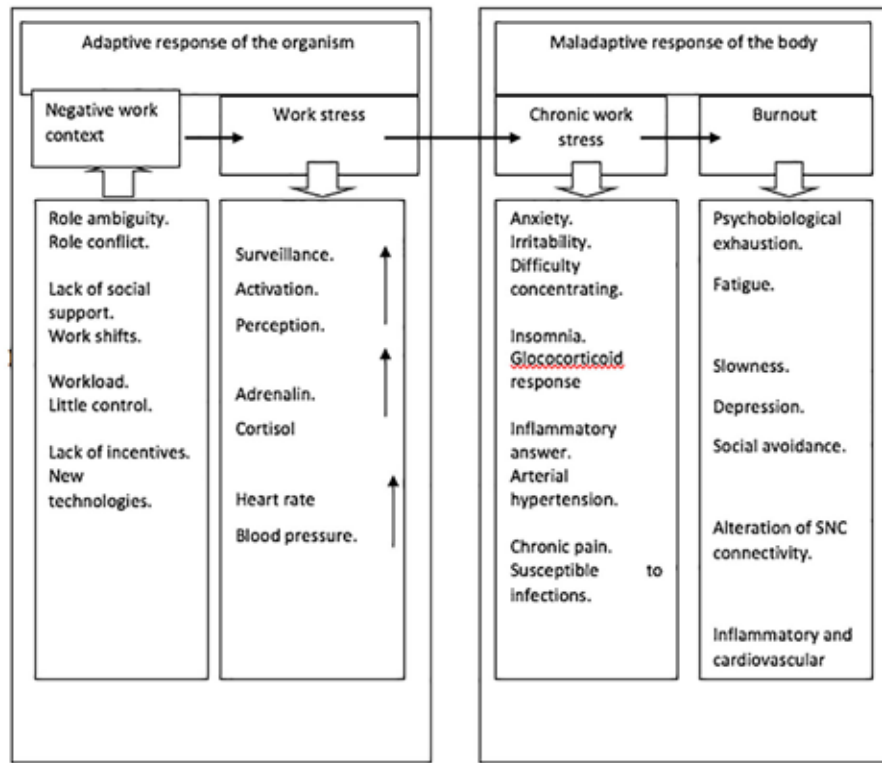 Adaptive response of the organism
Negative work
context
Work stress
Role ambiguity.
Role conflict.
Lack of social
support.
Work shifts.
Workload.
Little control.
Lack of incentives.
New
technologies.
Surveillance.
Activation.
Perception.
Adrenalin.
Cortisol
Heart rate
Blood pressure.
Maladaptive response of the body
Chronic work
stress
Burnout
Anxiety.
Irritability.
Difficulty
concentrating.
Insomnia.
Glococorticoid
response
Inflammatory
answer.
Arterial
hypertension.
Chronic pain.
Susceptible to
infections.
Psychobiological
exhaustion.
Fatigue.
Slowness.
Depression.
Social avoidance.
Alteration of SNC
connectivity.
Inflammatory and
cardiovascular